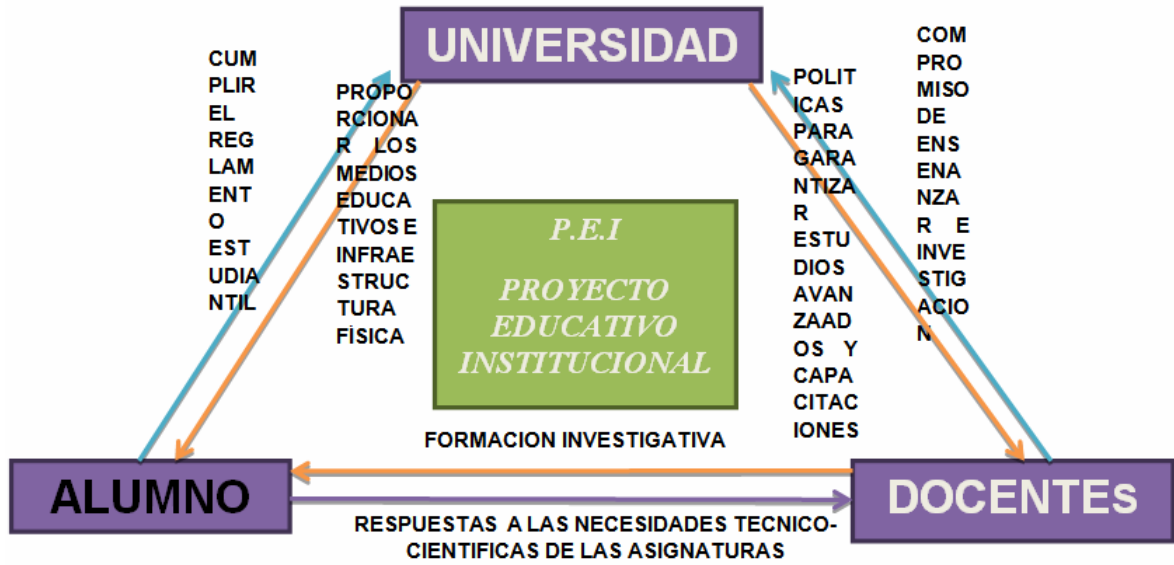 UNIVERSIDAD
CUM
PLIR
EL
REG
LAM
ENT
O
EST
UDIA
NTIL
PROPO
RCIONA
R LOS
MEDIOS
EDUCA
TIVOS E
INFRAE
STRUC
TURA
FÍSICA
P.E.I
PROYECTO
EDUCATIVO
INSTITUCIONAL
POLIT
ICAS
PARA
GARA
NTIZA
R
ESTU
DIOS
AVAN
ZAAD
OS Y
CAPA
CITAC
IONES
COM
PRO
MISO
DE
ENS
ENA
NZA
R E
INVE
STIG
ACIO
N
FORMACION INVESTIGATIVA
ALUMNO
DOCENTEs
RESPUESTAS A LAS NECESIDADES TECNICO-
CIENTIFICAS DE LAS ASIGNATURAS